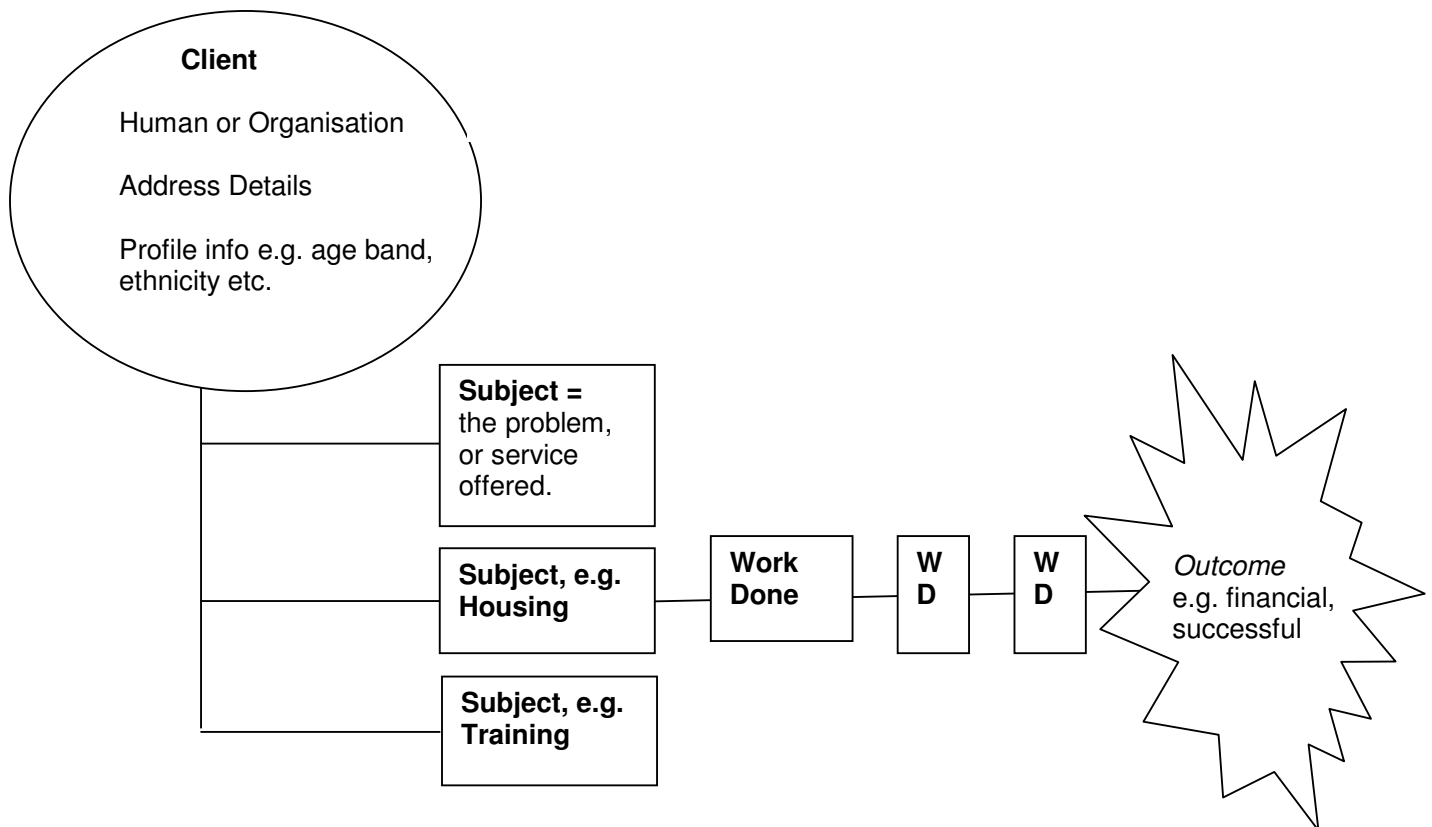 Client
Human or Organisation
Address Details
Profile info e.g. age band,
ethnicity etc.
Subject =
the problem,
or service
offered.
Subject, e.g.
Housing
Work
Done
W
D
W
D
Outcome
e.g. financial,
successful
Subject, e.g.
Training